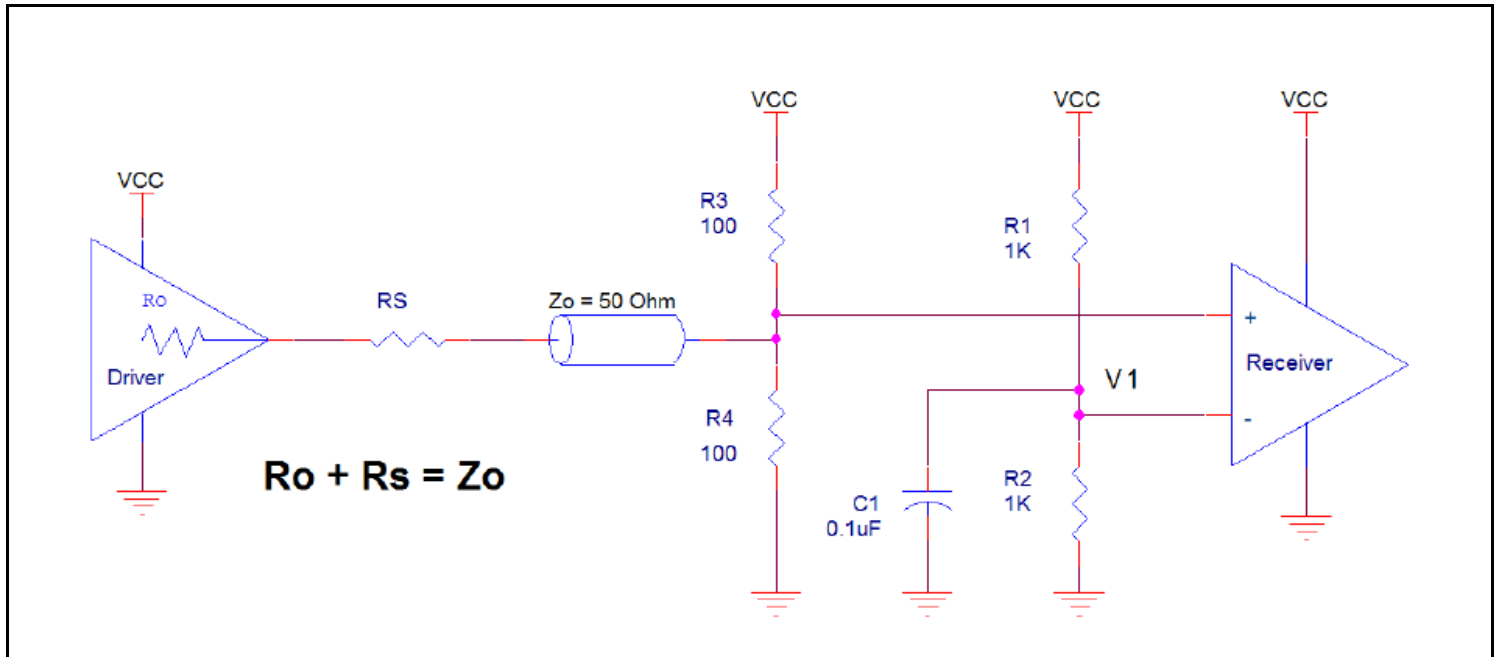 VCC
VCC
VCC
VCC
R3
100
R1
1K
Ro
RS
Zo = 50 Ohm
+
Driver
V1
Receiver
-
R4
100
Ro + Rs = Zo
C1
0.1uF
R2
1K